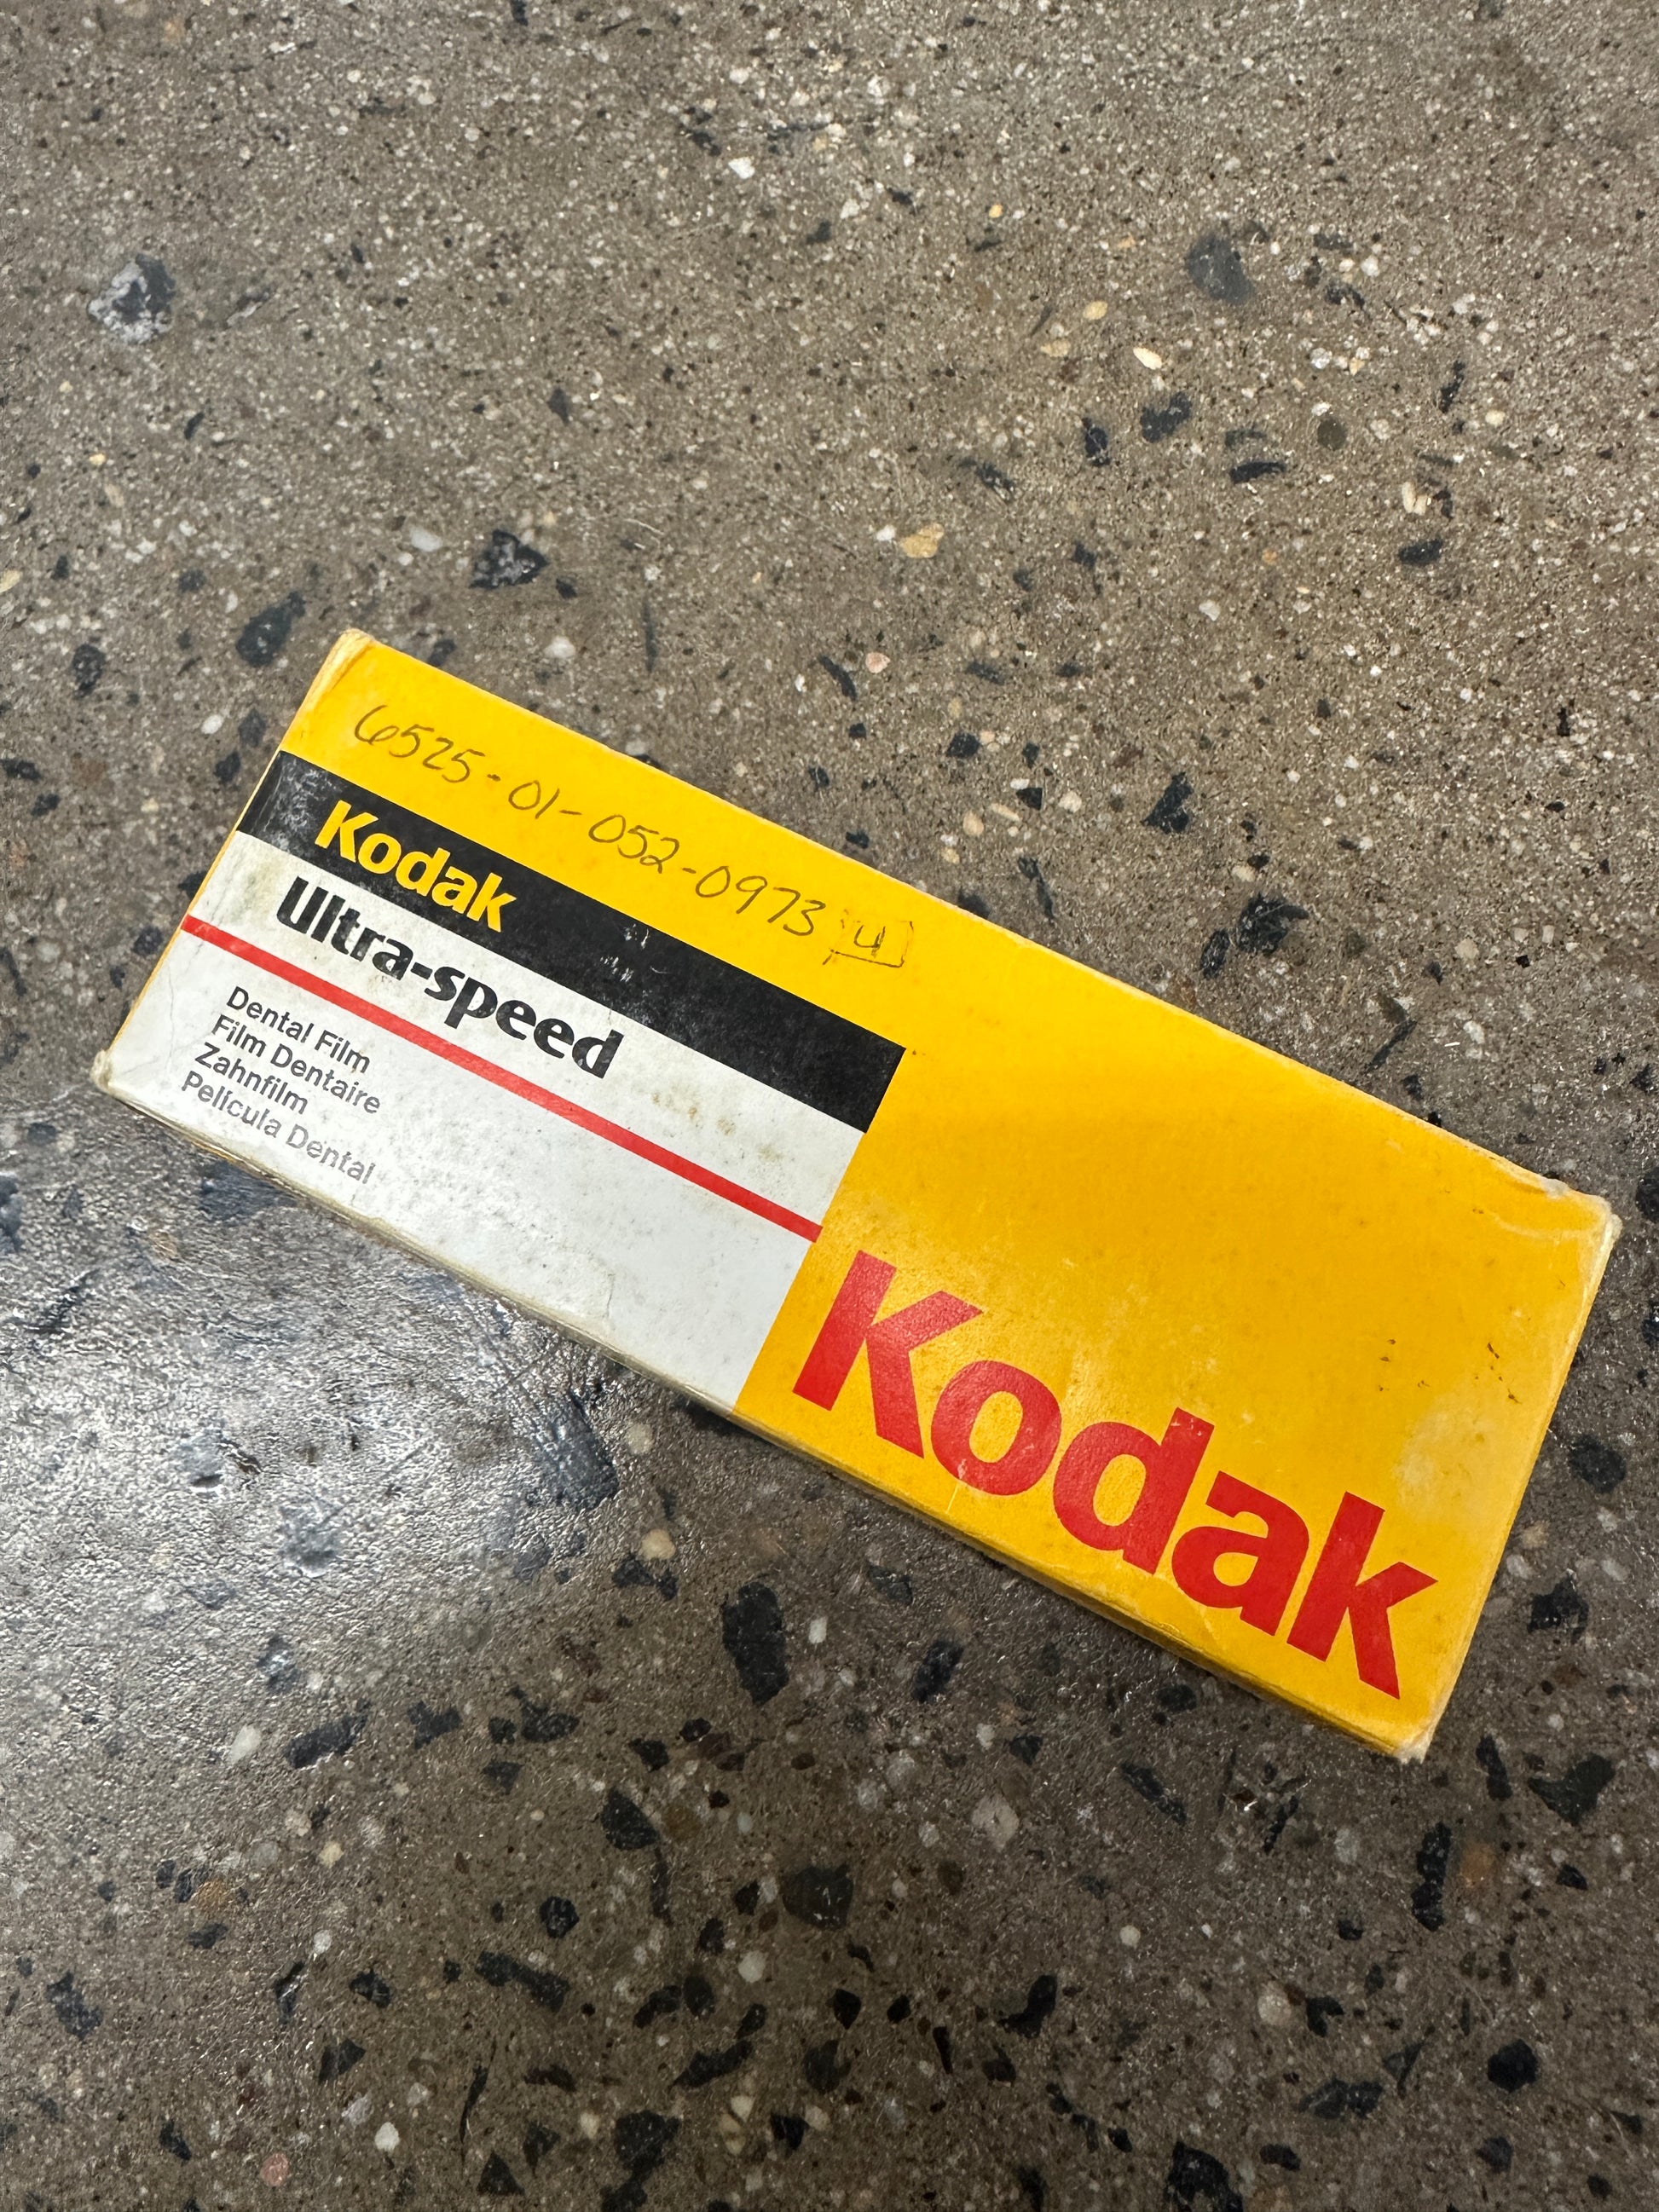 6525-01-052-0973 4
Kodak
Ultra-speed
Dental Film
Film Dentaire
Zahnfilm
Película Dental
Kodak